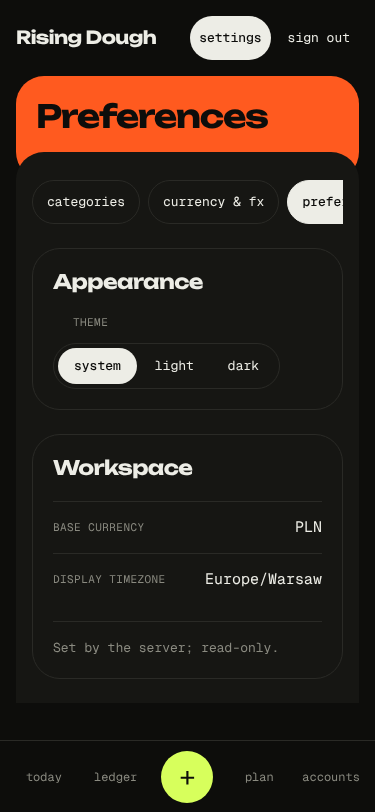 Rising Dough
settings
sign out
Preferences
categories
currency & fx
Appearance
THEME
system
light
dark
Workspace
BASE CURRENCY
PLN
DISPLAY TIMEZONE
Europe/Warsaw
Set by the server; read-only.
today
ledger
+
plan
accounts